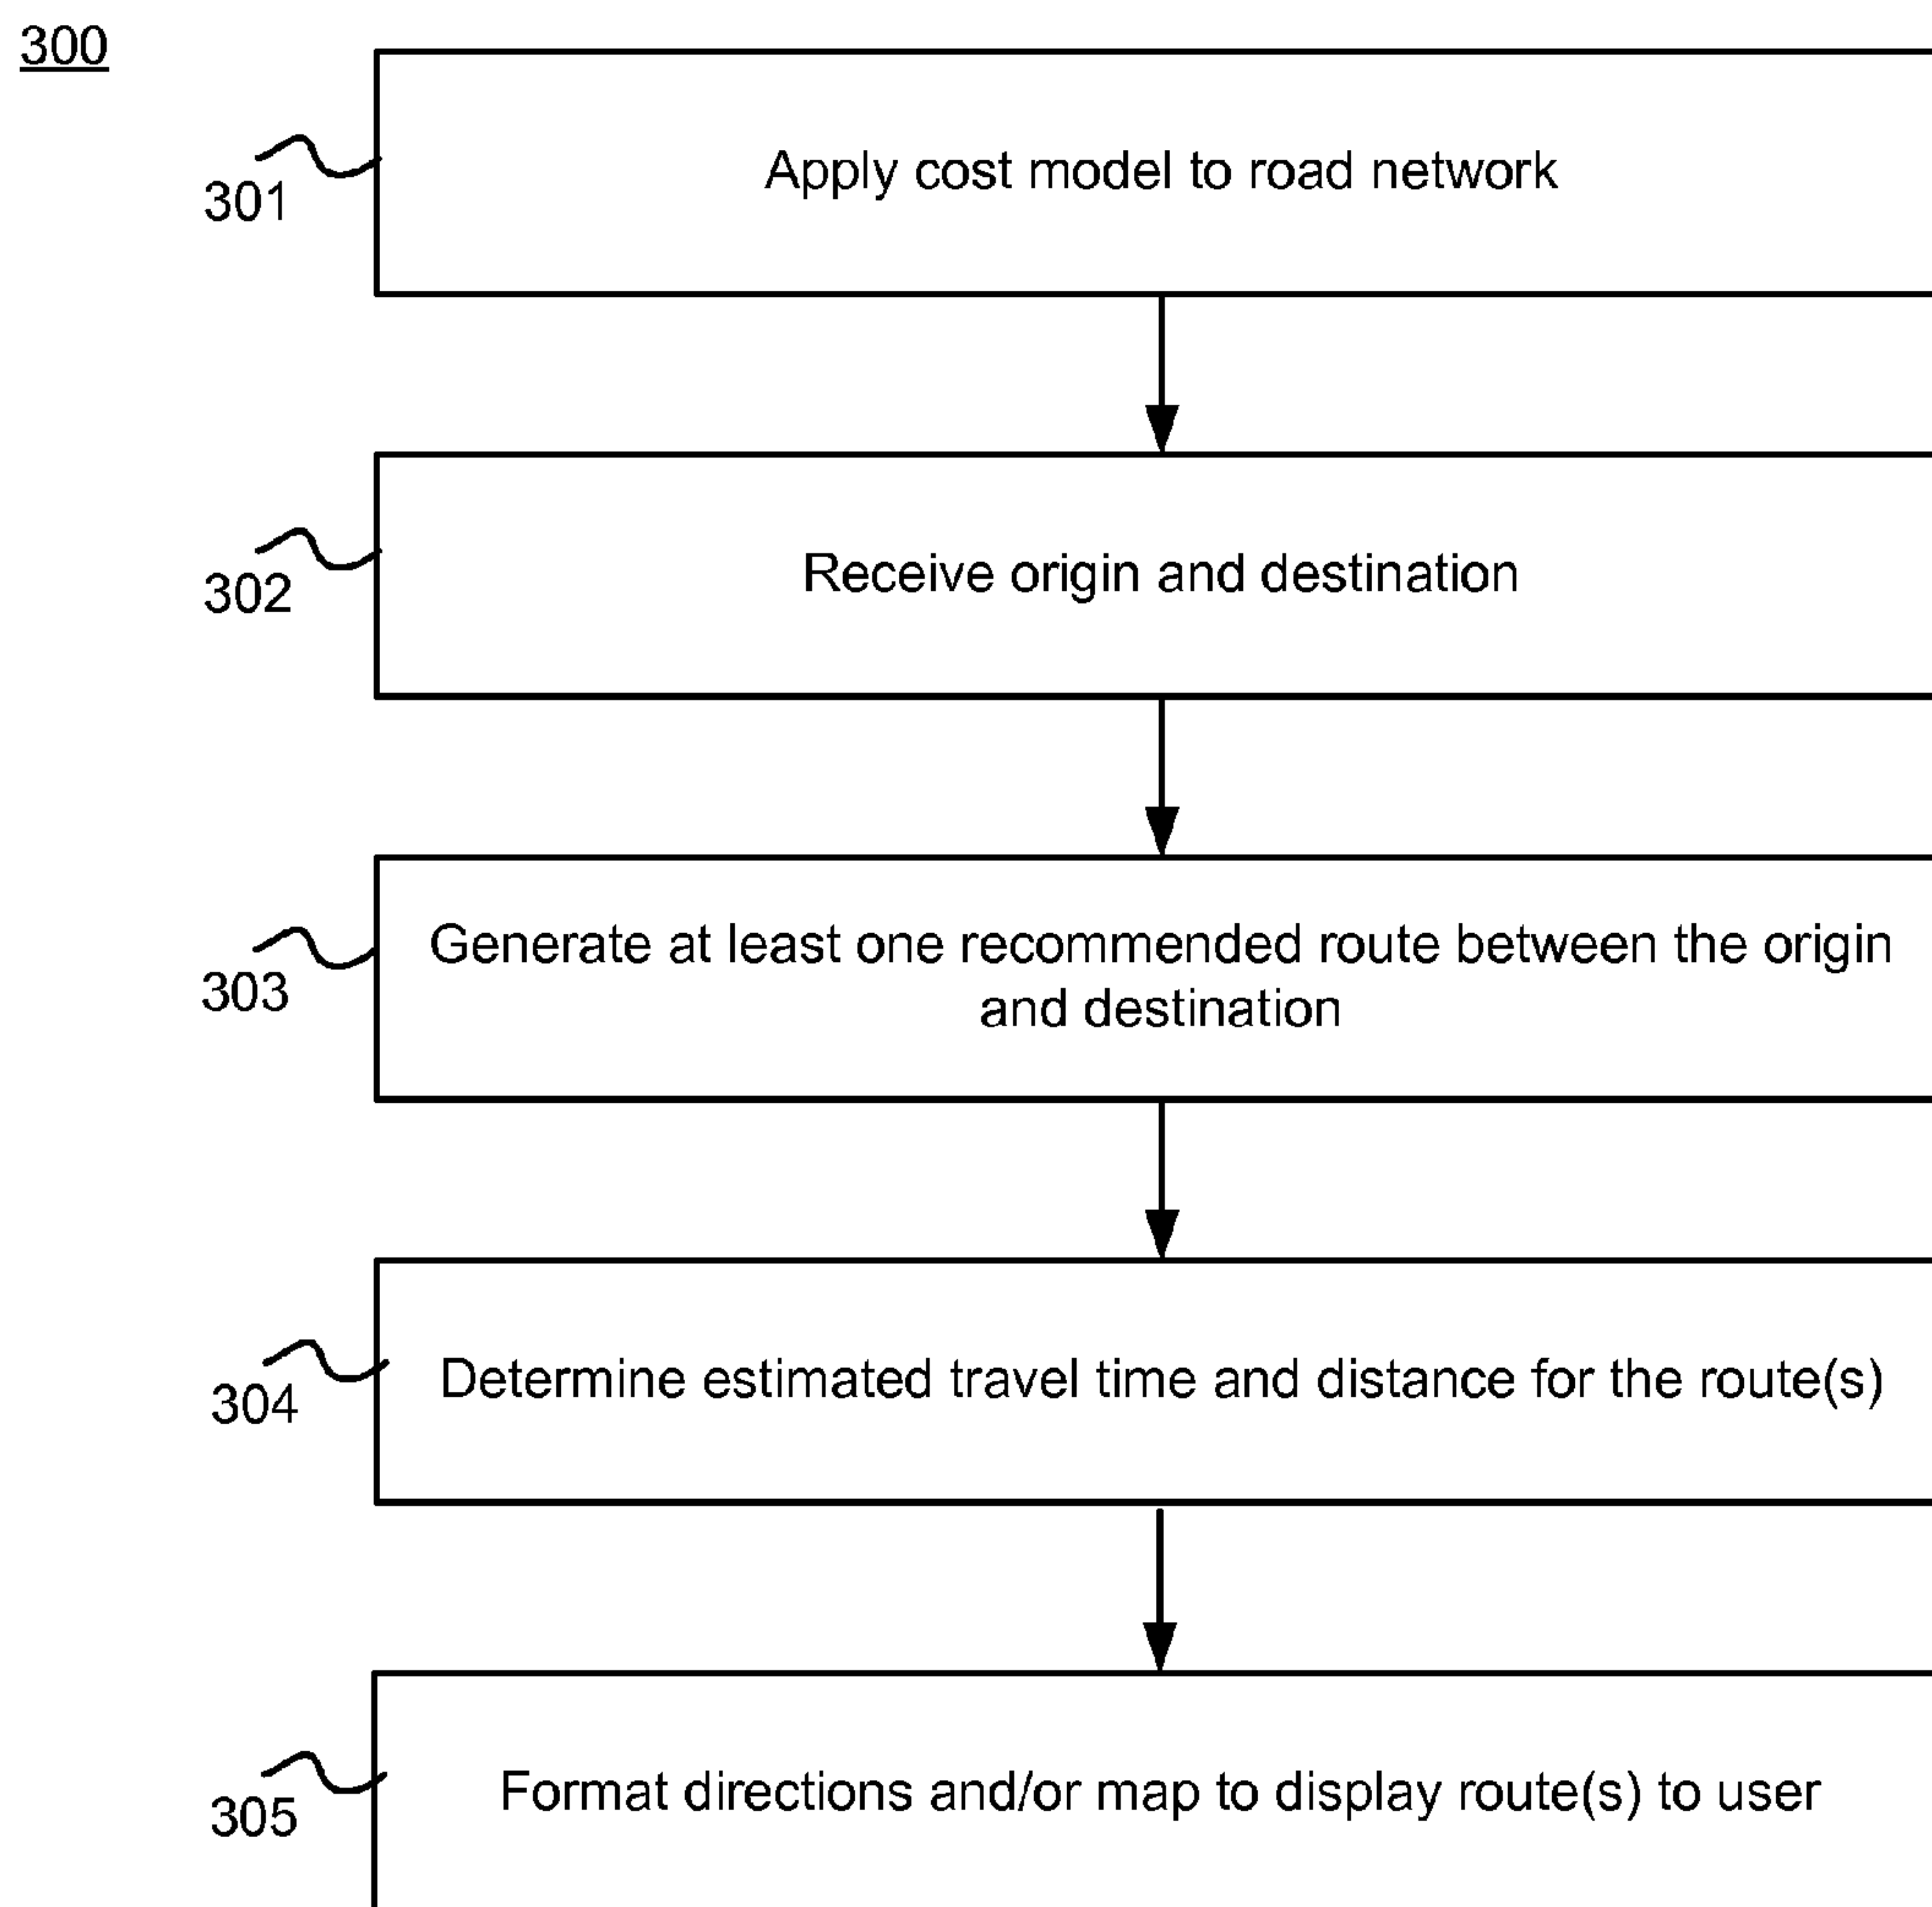 300
Apply cost model to road network
301
Receive origin and destination
302
Generate at least one recommended route between the origin
and destination
303
Determine estimated travel time and distance for the route(s)
304
Format directions and/or map to display route(s) to user
305